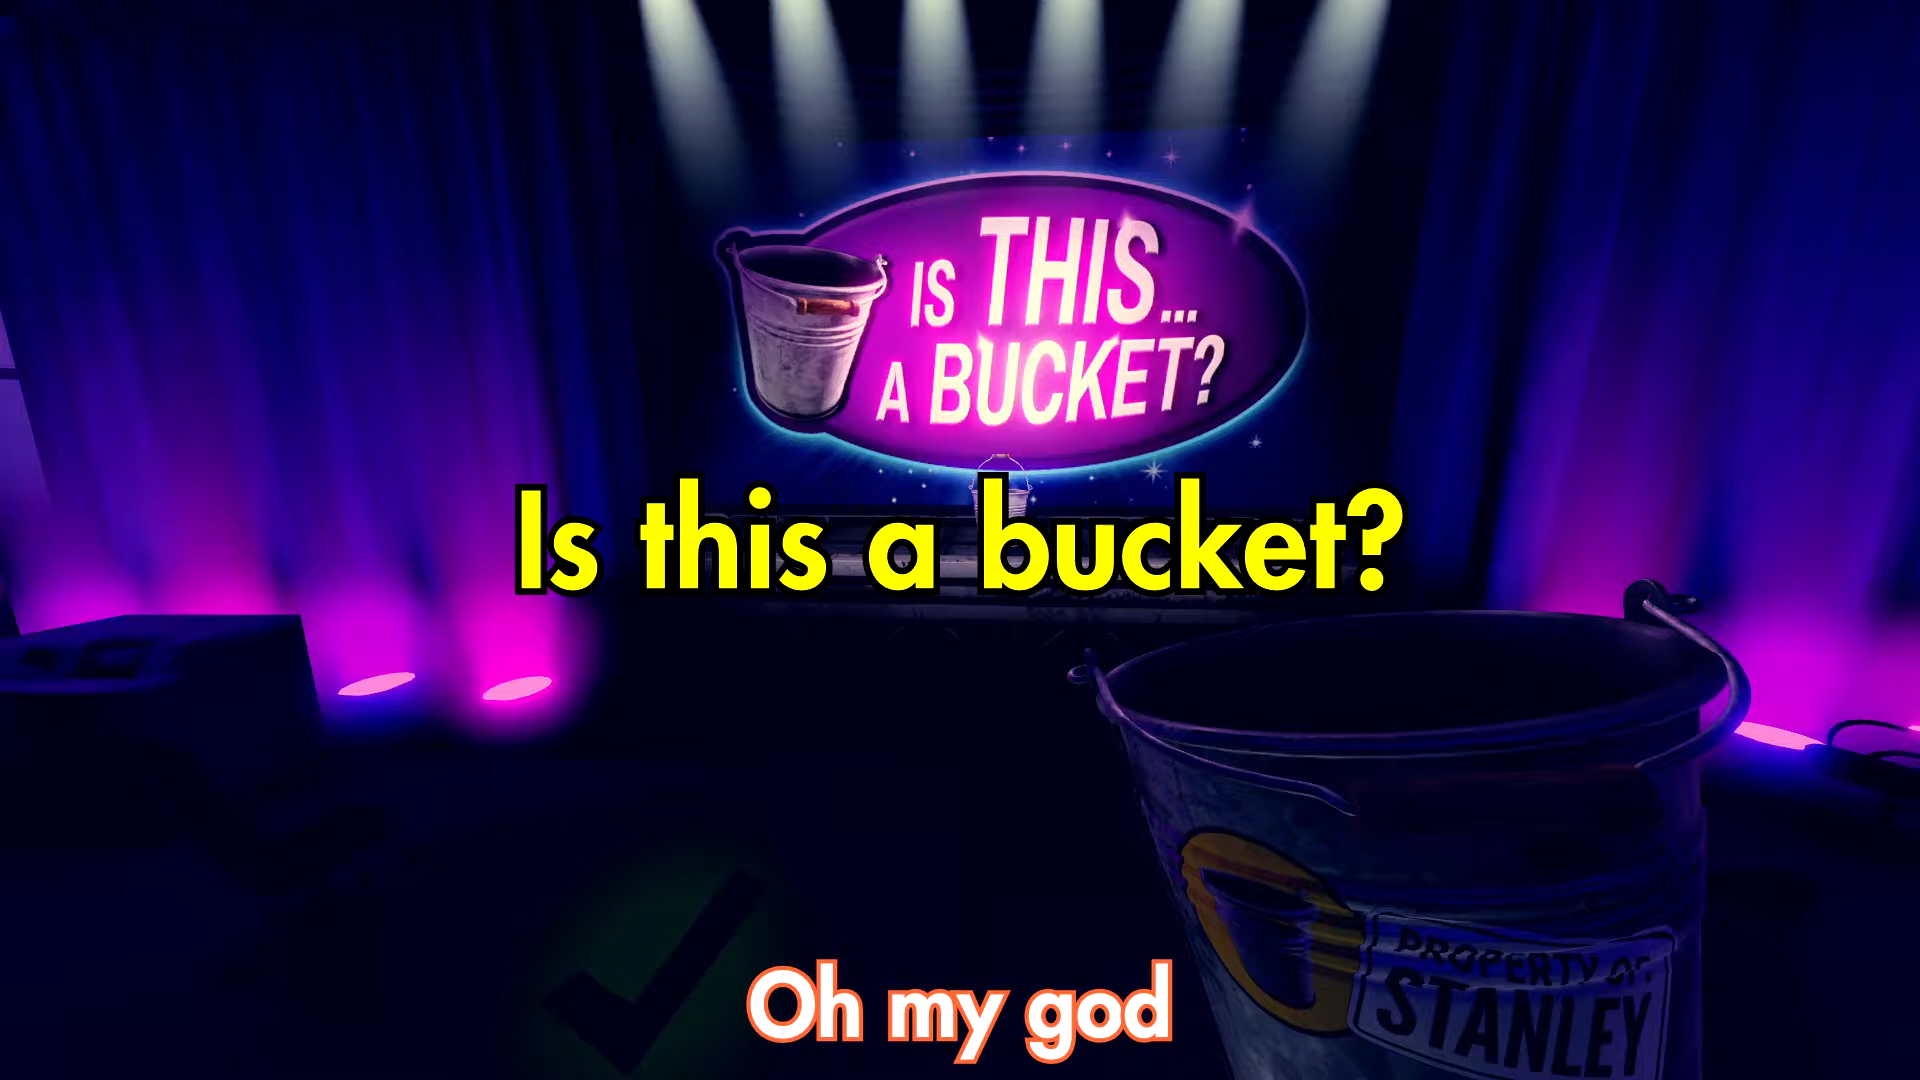 IS THIS...
A BUCKET?
Is this a bucket?
PROPERTY OF:
STANLEY
Oh my god